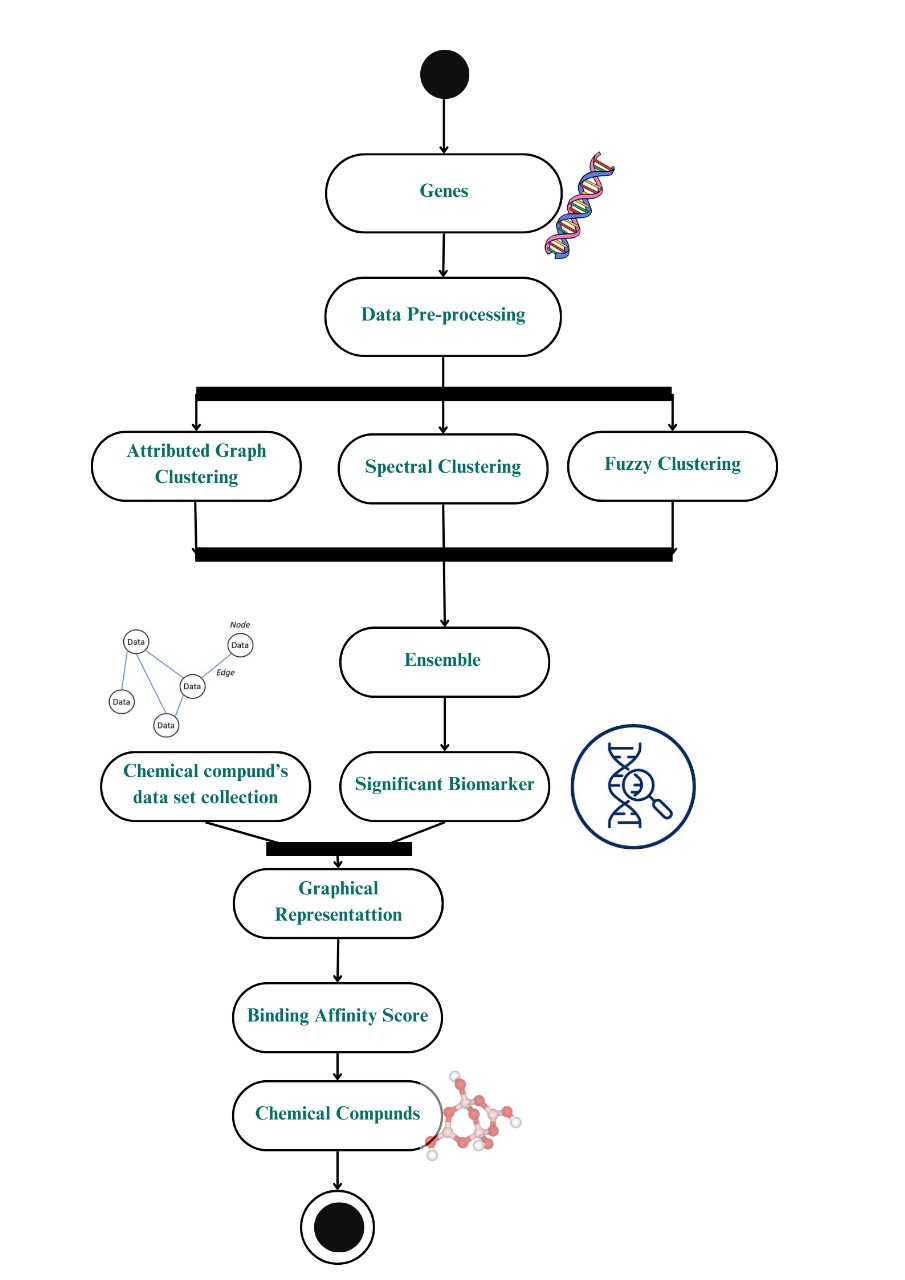 Genes
Data Pre-processing
Attributed Graph
Clustering
Spectral Clustering
Fuzzy Clustering
Node
Data
Data
Edge
Data
Data
Data
Ensemble
Chemical compund's
data set collection
Significant Biomarker
Graphical
Representattion
Binding Affinity Score
Chemical Compunds